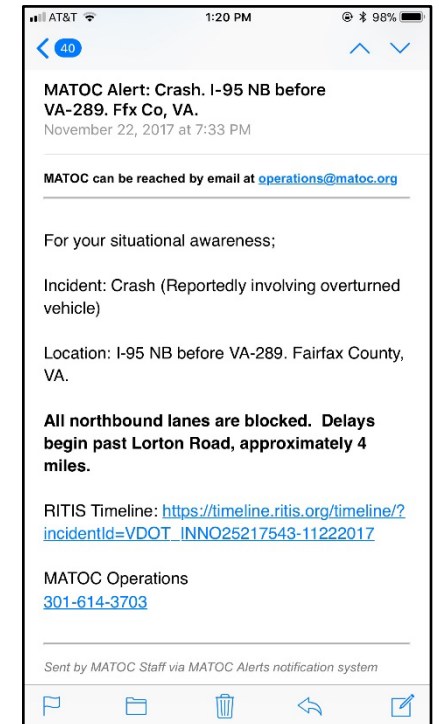 AT&T 1:20 PM 98%
40
MATOC Alert: Crash. I-95 NB before
VA-289. Ffx Co, VA.
November 22, 2017 at 7:33 PM
MATOC can be reached by email at operations@matoc.org
For your situational awareness;
Incident: Crash (Reportedly involving overturned
vehicle)
Location: I-95 NB before VA-289. Fairfax County,
VA.
All northbound lanes are blocked.  Delays
begin past Lorton Road, approximately 4
miles.
RITIS Timeline: https://timeline.ritis.org/timeline/?
incidentId=VDOT_INNO25217543-11222017
MATOC Operations
301-614-3703
Sent by MATOC Staff via MATOC Alerts notification system